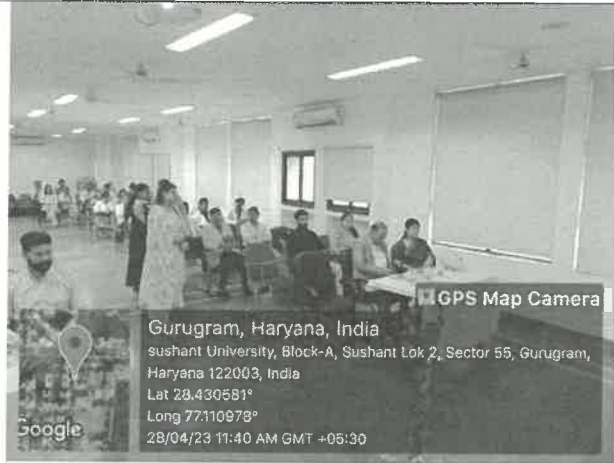 GPS Map Camera
Gurugram, Haryana, India
sushant University, Block-A, Sushant Lok 2, Sector 55, Gurugram,
Haryana 122003, India
Lat 28.430581°
Long 77.110978°
28/04/23 11:40 AM GMT +05:30
Google